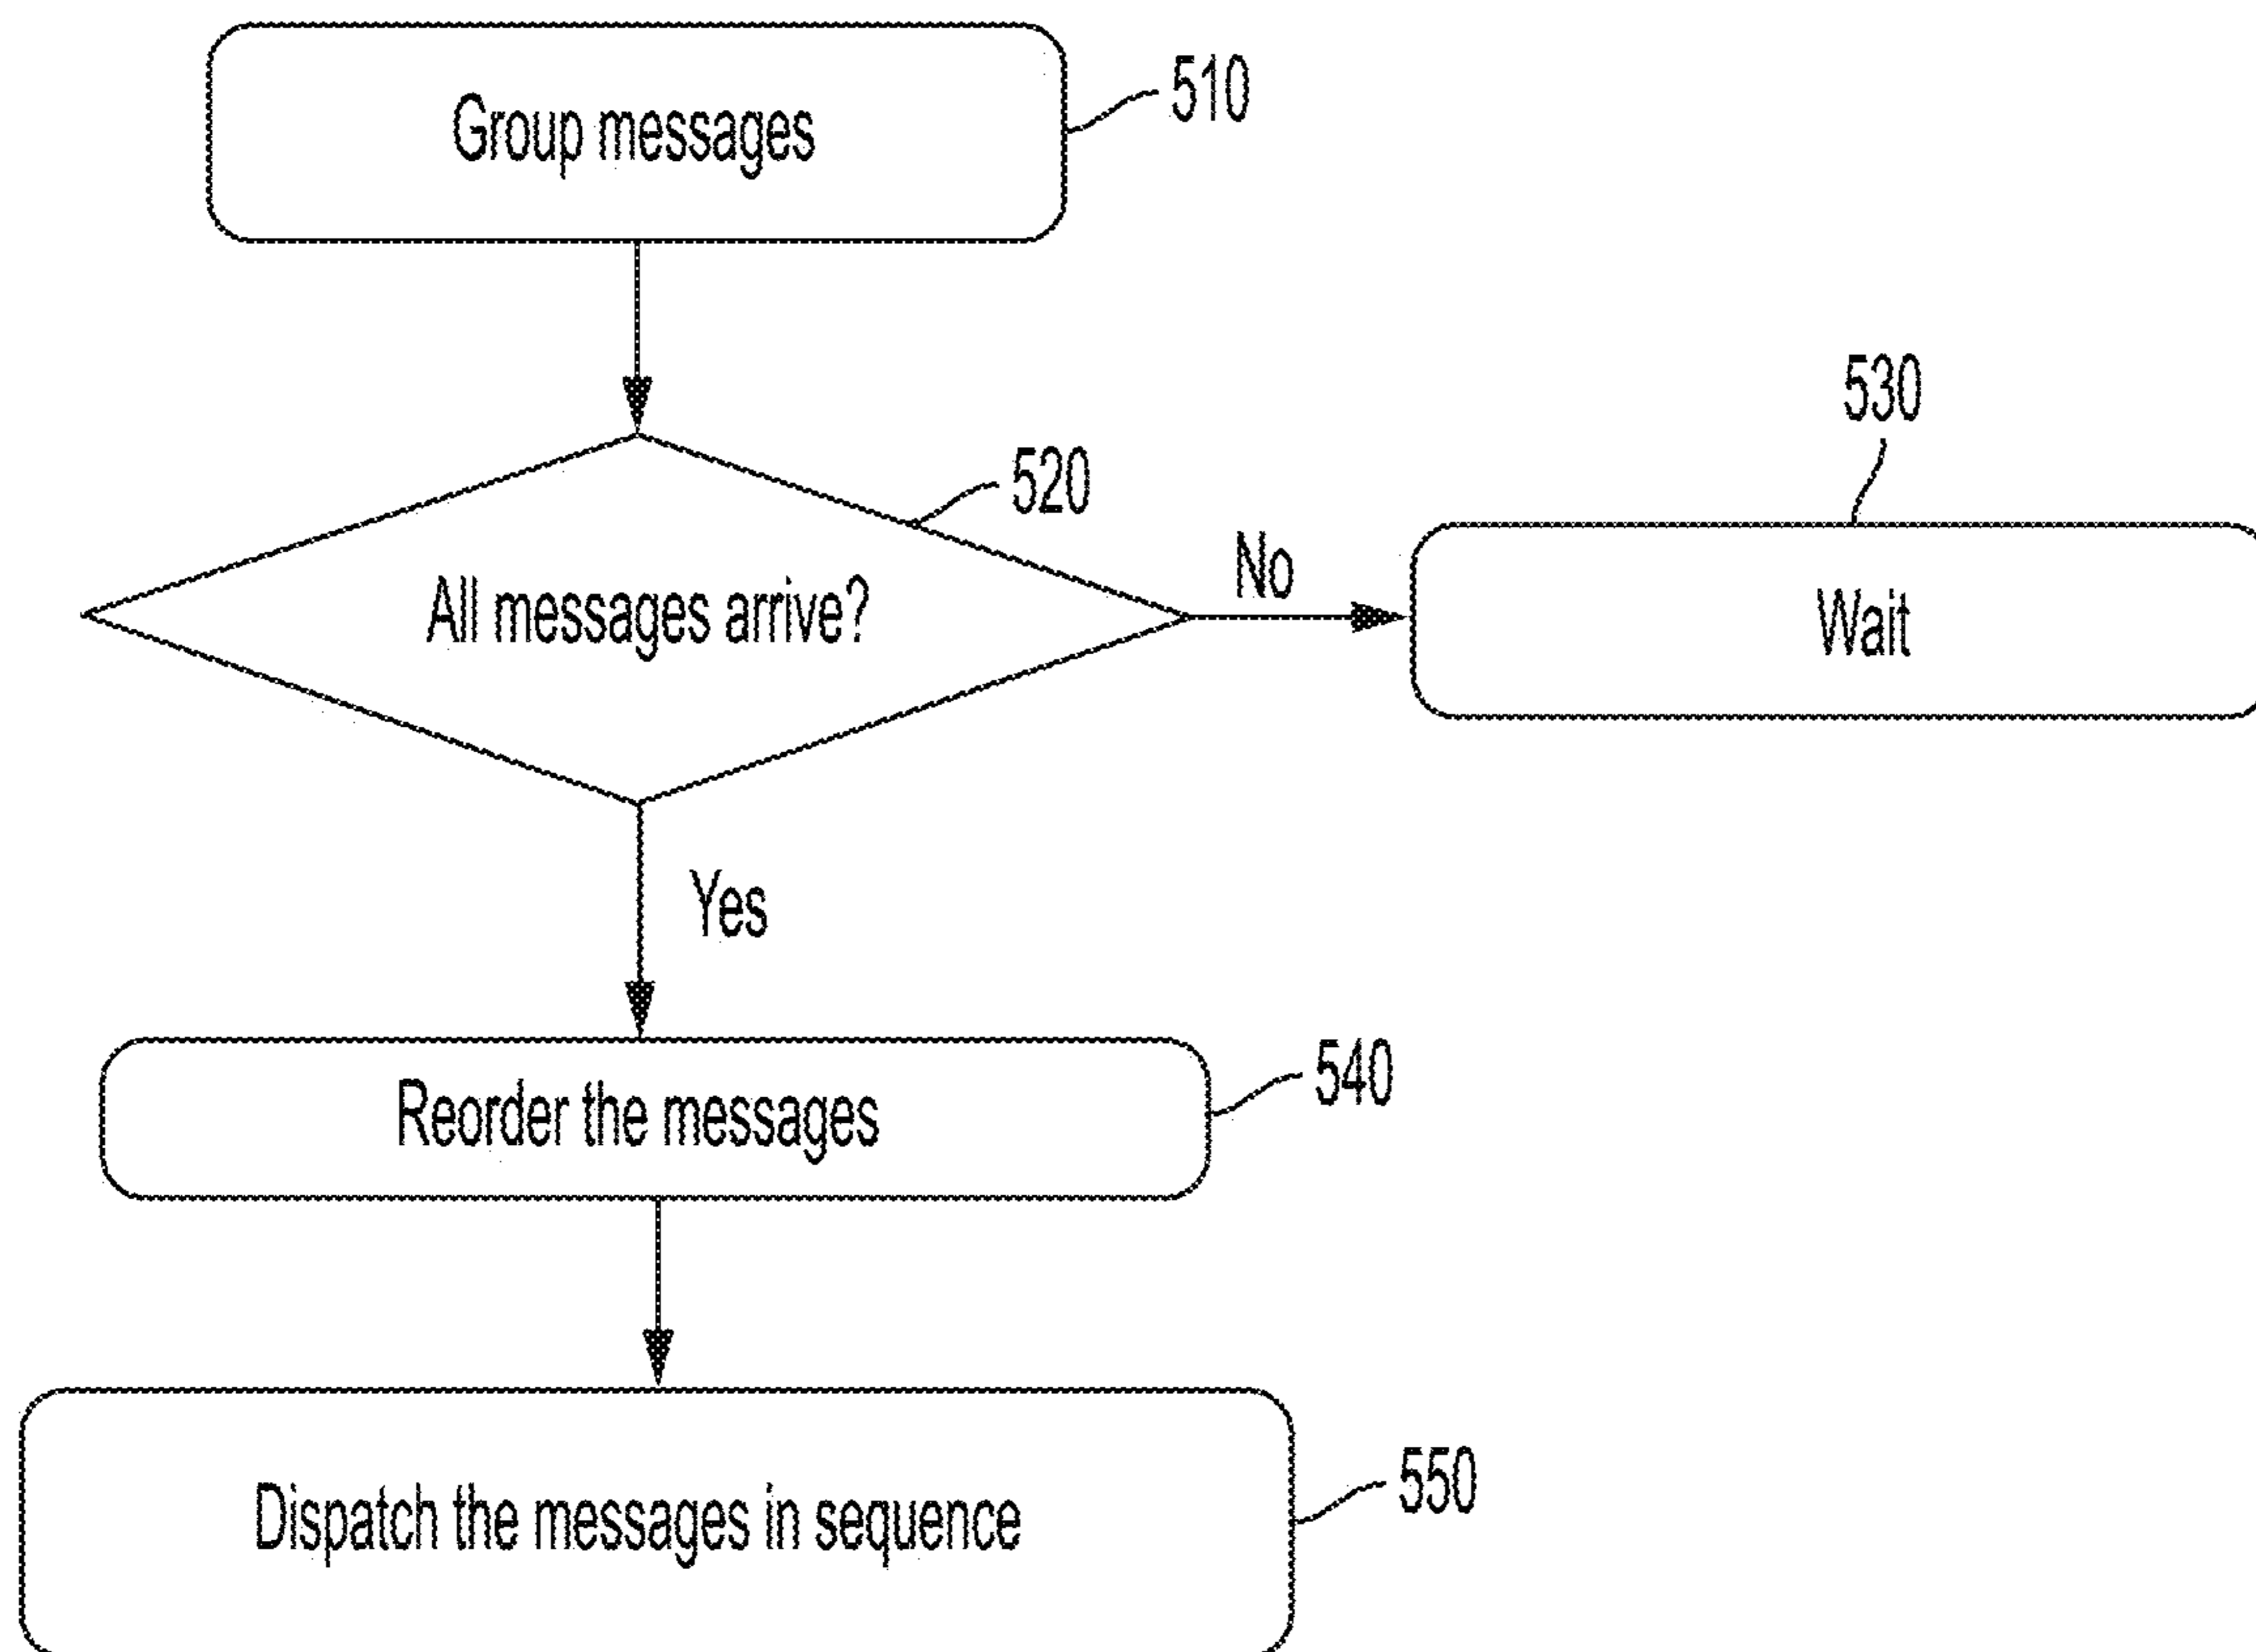 Group messages
510
530
520
No
All messages arrive?
Wait
Yes
540
Reorder the messages
550
Dispatch the messages in sequence